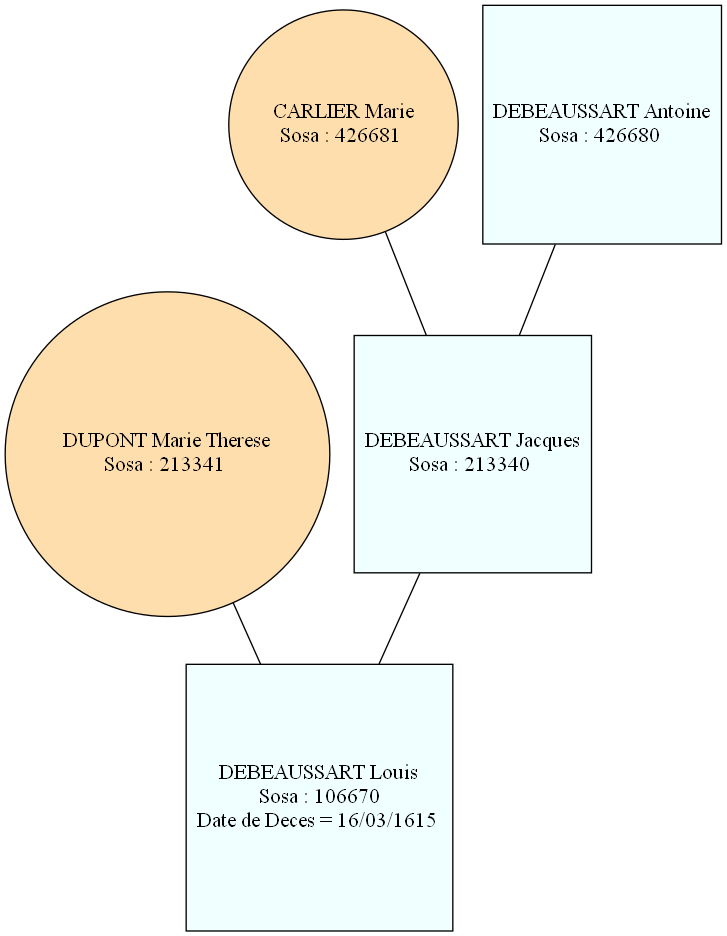 CARLIER Marie
Sosa : 426681
DEBEAUSSART Antoine
Sosa : 426680
DUPONT Marie Therese
Sosa : 213341
DEBEAUSSART Jacques
Sosa : 213340
DEBEAUSSART Louis
Sosa : 106670
Date de Deces = 16/03/1615